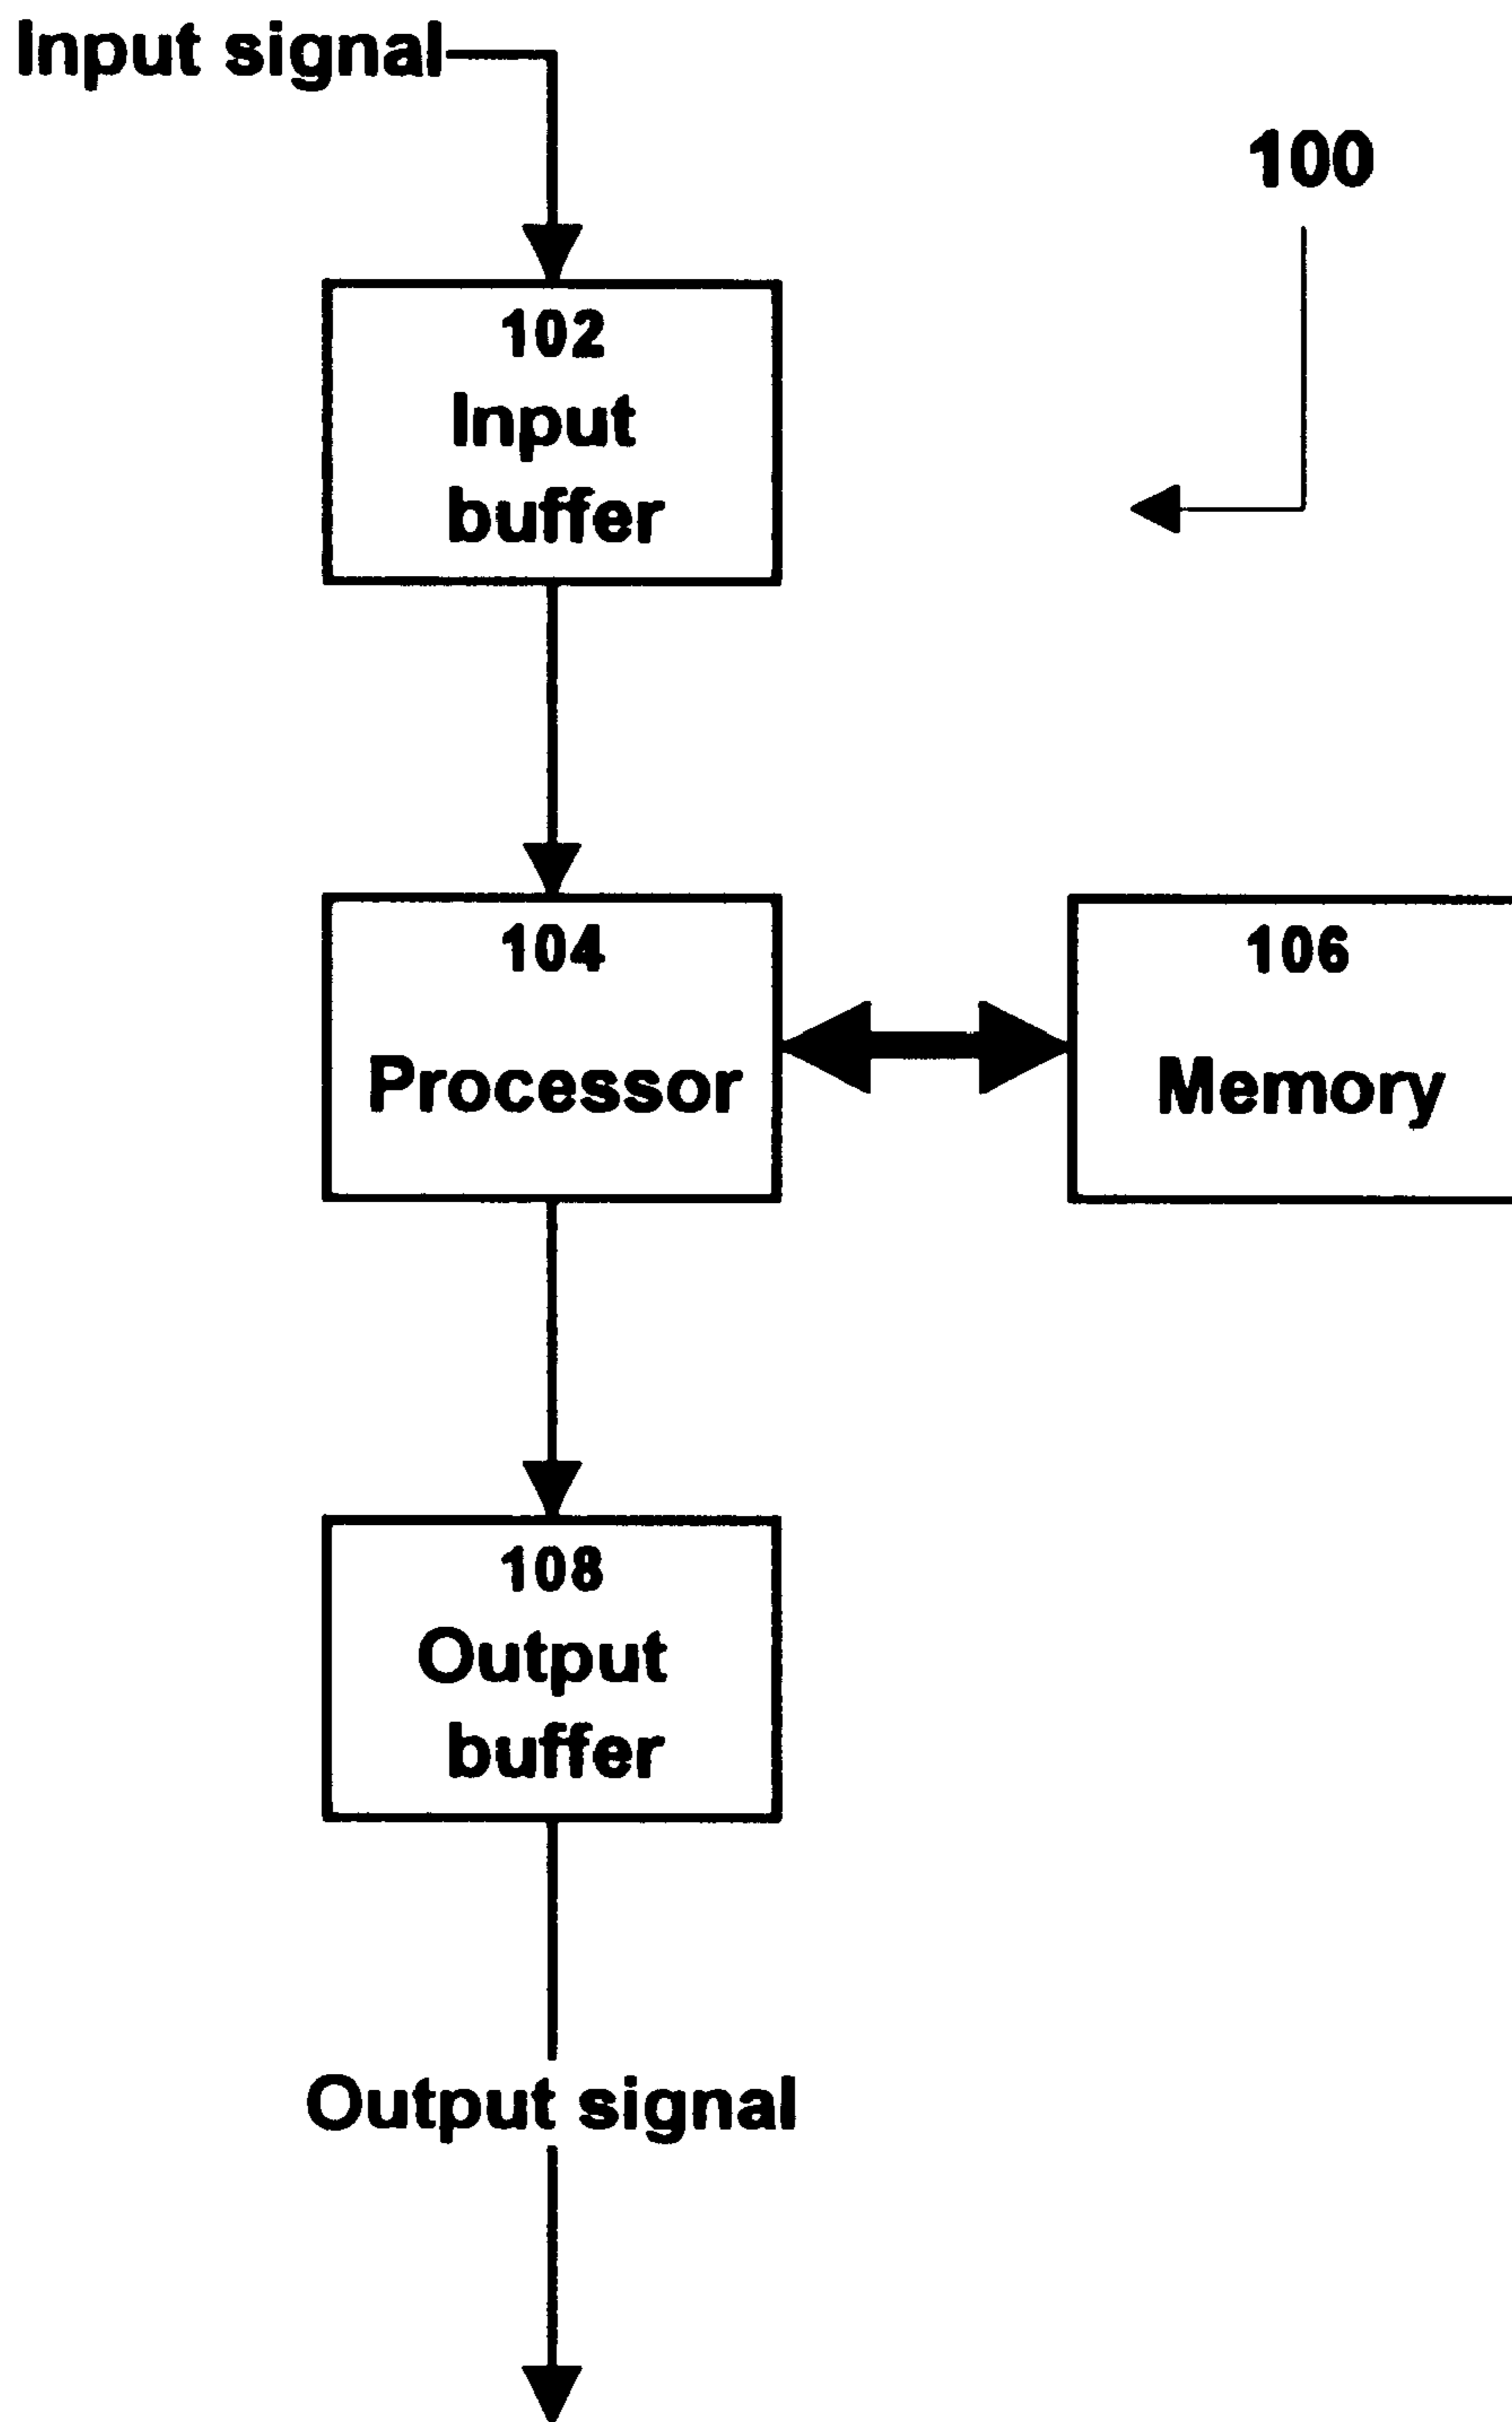 Input signal
100
102
Input
buffer
104
Processor
106
Memory
108
Output
buffer
Output signal